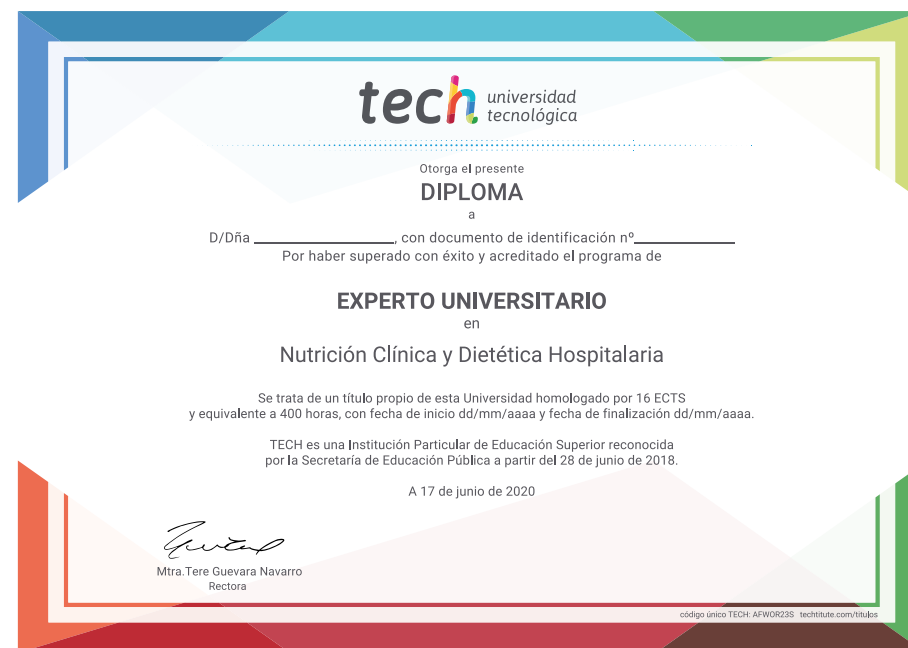 tech universidad
tecnológica
Otorga el presente
DIPLOMA
a
D/Dña ____________________, con documento de identificación nº______________
Por haber superado con éxito y acreditado el programa de
EXPERTO UNIVERSITARIO
en
Nutrición Clínica y Dietética Hospitalaria
Se trata de un título propio de esta Universidad homologado por 16 ECTS
y equivalente a 400 horas, con fecha de inicio dd/mm/aaaa y fecha de finalización dd/mm/aaaa.
TECH es una Institución Particular de Educación Superior reconocida
por la Secretaría de Educación Pública a partir del 28 de junio de 2018.
A 17 de junio de 2020
Mtra.Tere Guevara Navarro
Rectora
código único TECH: AFWOR23S techtitute.com/titulos